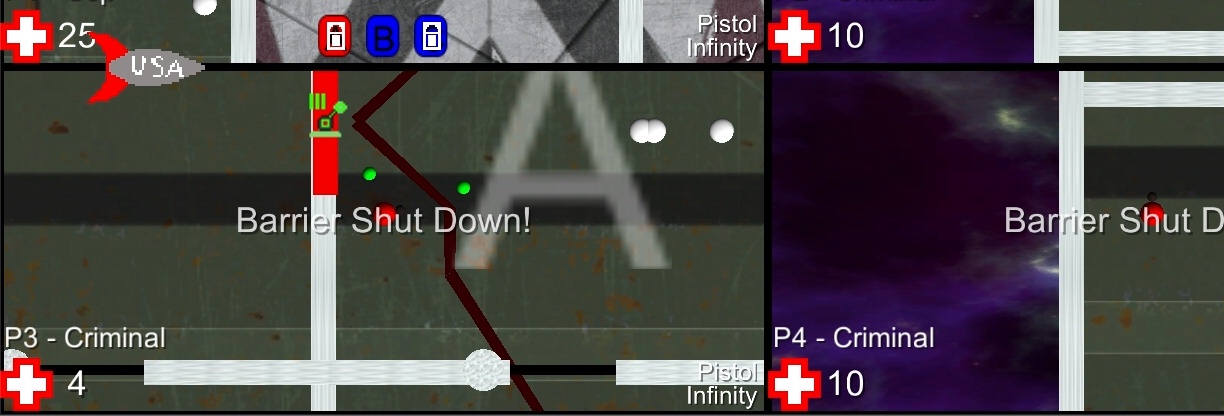 Pistol
Infinity
25
B
10
USA
A
Barrier Shut Down!
Barrier Shut D
P3 - Criminal
4
Pistol
Infinity
P4 - Criminal
10